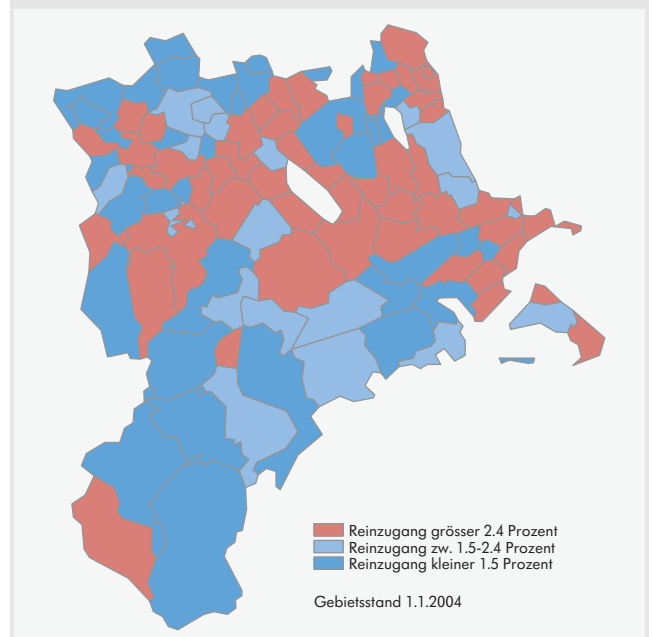 Reinzugang grösser 2.4 Prozent
Reinzugang zw. 1.5-2.4 Prozent
Reinzugang kleiner 1.5 Prozent
Gebietsstand 1.1.2004